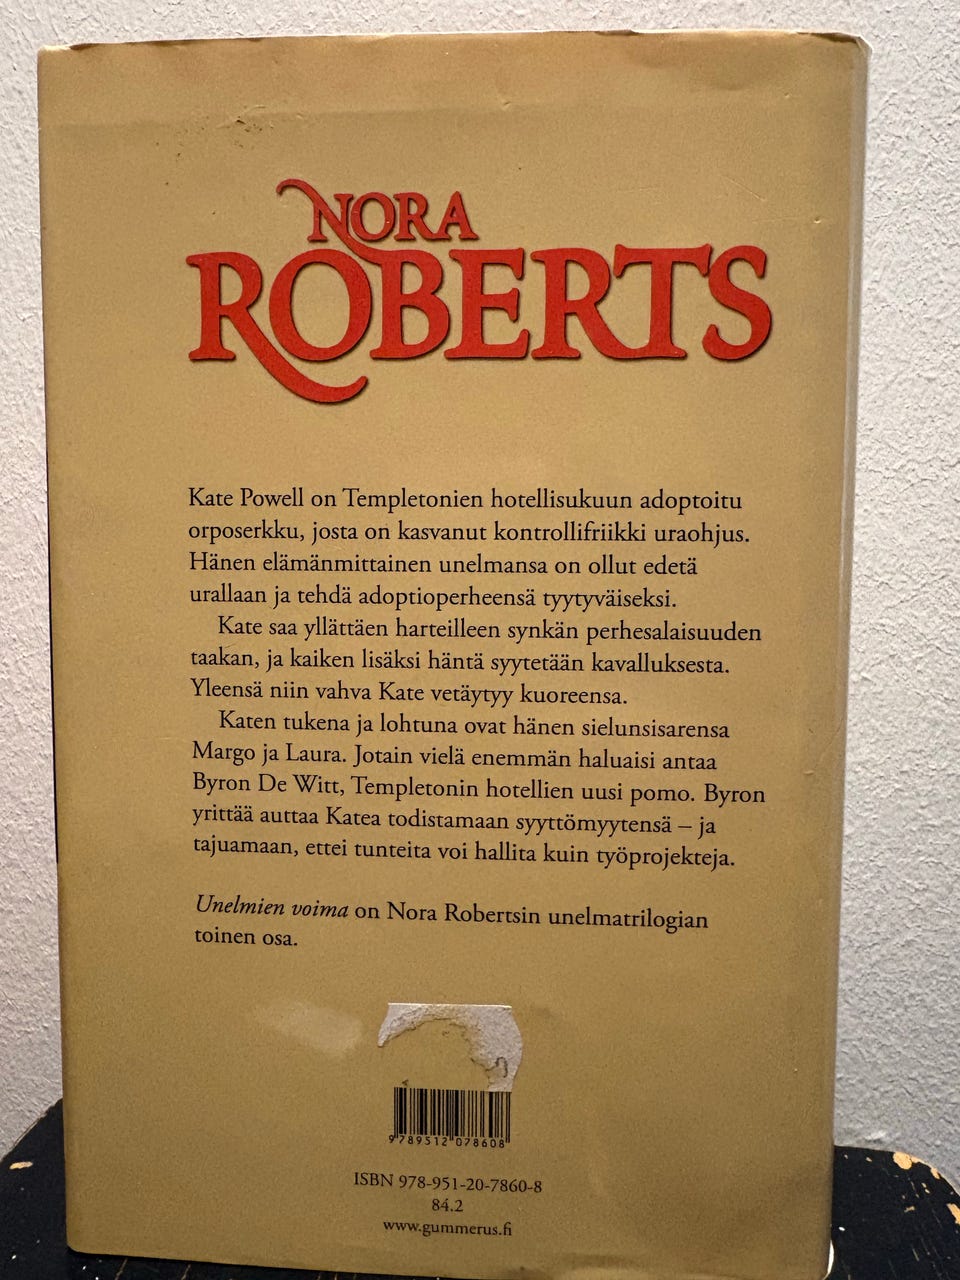 NORA
ROBERTS
Kate Powell on Templetonien hotellisukuun adoptoitu
orposerkku, josta on kasvanut kontrollifriikki uraohjus.
Hänen elämänmittainen unelmansa on ollut edetä
urallaan ja tehdä adoptioperheensä tyytyväiseksi.
Kate saa yllättäen harteilleen synkän perhesalaisuuden
taakan, ja kaiken lisäksi häntä syytetään kavalluksesta.
Yleensä niin vahva Kate vetäytyy kuoreensa.
Katen tukena ja lohtuna ovat hänen sielunsisarensa
Margo ja Laura. Jotain vielä enemmän haluaisi antaa
Byron De Witt, Templetonin hotellien uusi pomo. Byron
yrittää auttaa Katea todistamaan syyttömyytensä – ja
tajuamaan, ettei tunteita voi hallita kuin työprojekteja.
Unelmien voima on Nora Robertsin unelmatrilogian
toinen osa.
9 789512 078608
ISBN 978-951-20-7860-8
84.2
www.gummerus.fi